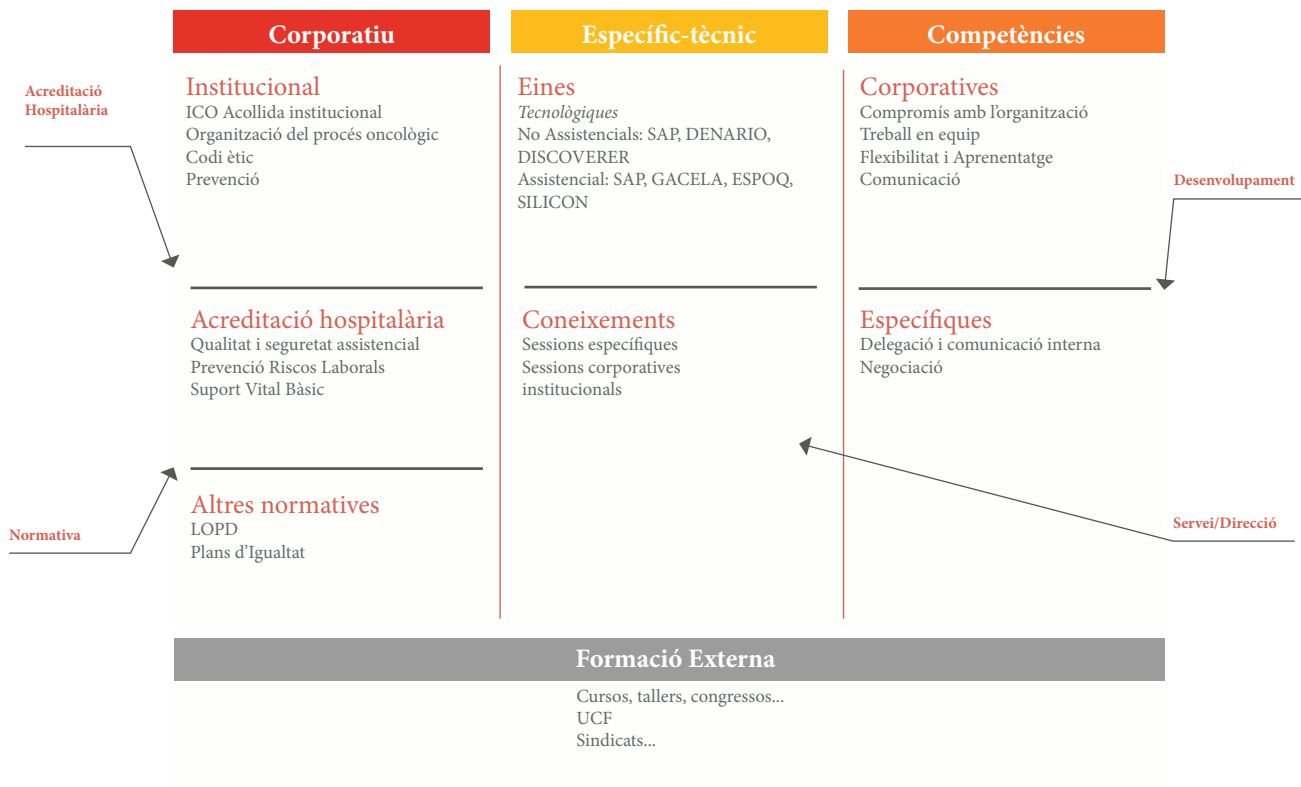 Corporatiu
Específic-tècnic
Competències
Acreditació
Hospitalària
Institucional
ICO Acollida institucional
Organització del procés oncològic
Codi ètic
Prevenció
Eines
Tecnològiques
No Assistencials: SAP, DENARIO,
DISCOVERER
Assistencial: SAP, GACELA, ESPOQ,
SILICON
Corporatives
Compromís amb l’organització
Treball en equip
Flexibilitat i Aprenentatge
Comunicació
Desenvolupament
Acreditació hospitalària
Qualitat i seguretat assistencial
Prevenció Riscos Laborals
Suport Vital Bàsic
Coneixements
Sessions específiques
Sessions corporatives
institucionals
Específiques
Delegació i comunicació interna
Negociació
Normativa
Altres normatives
LOPD
Plans d’Igualtat
Servei/Direcció
Formació Externa
Cursos, tallers, congressos...
UCF
Sindicats...